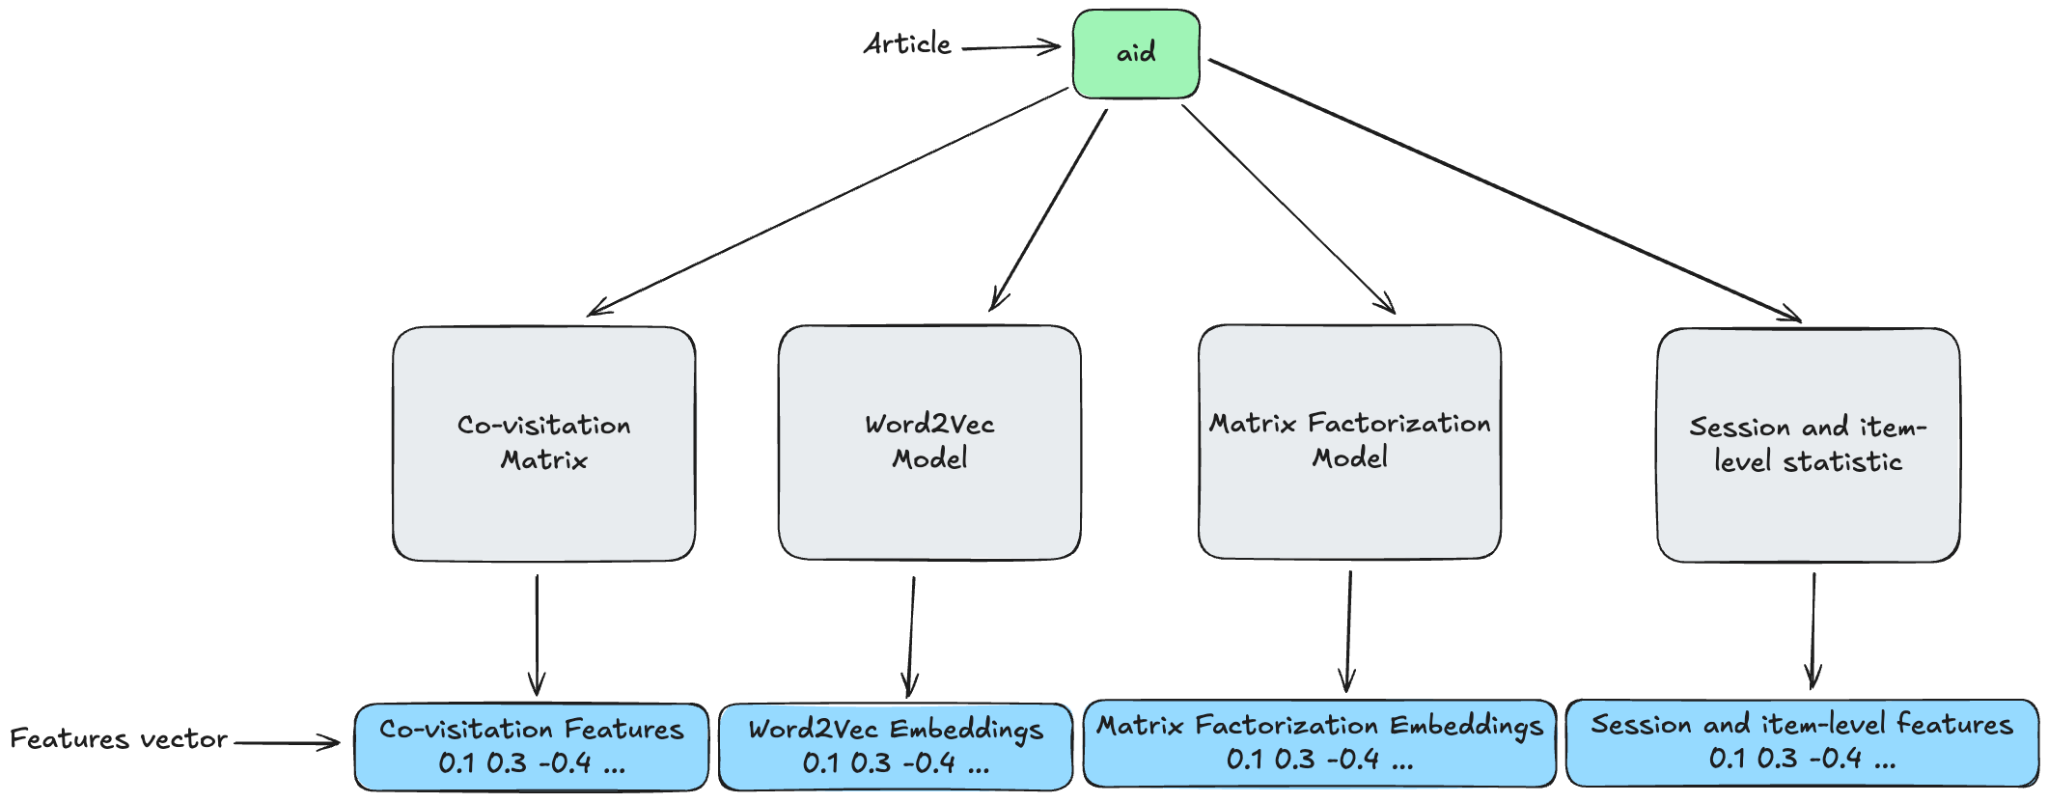 Article
aid
Co-visitation
Matrix
Word2Vec
Model
Matrix Factorization
Model
Session and item-
level statistic
Features vector
Co-visitation Features
0.1 0.3 -0.4 ...
Word2Vec Embeddings
0.1 0.3 -0.4 ...
Matrix Factorization Embeddings
0.1 0.3 -0.4 ...
Session and item-level features
0.1 0.3 -0.4 ...